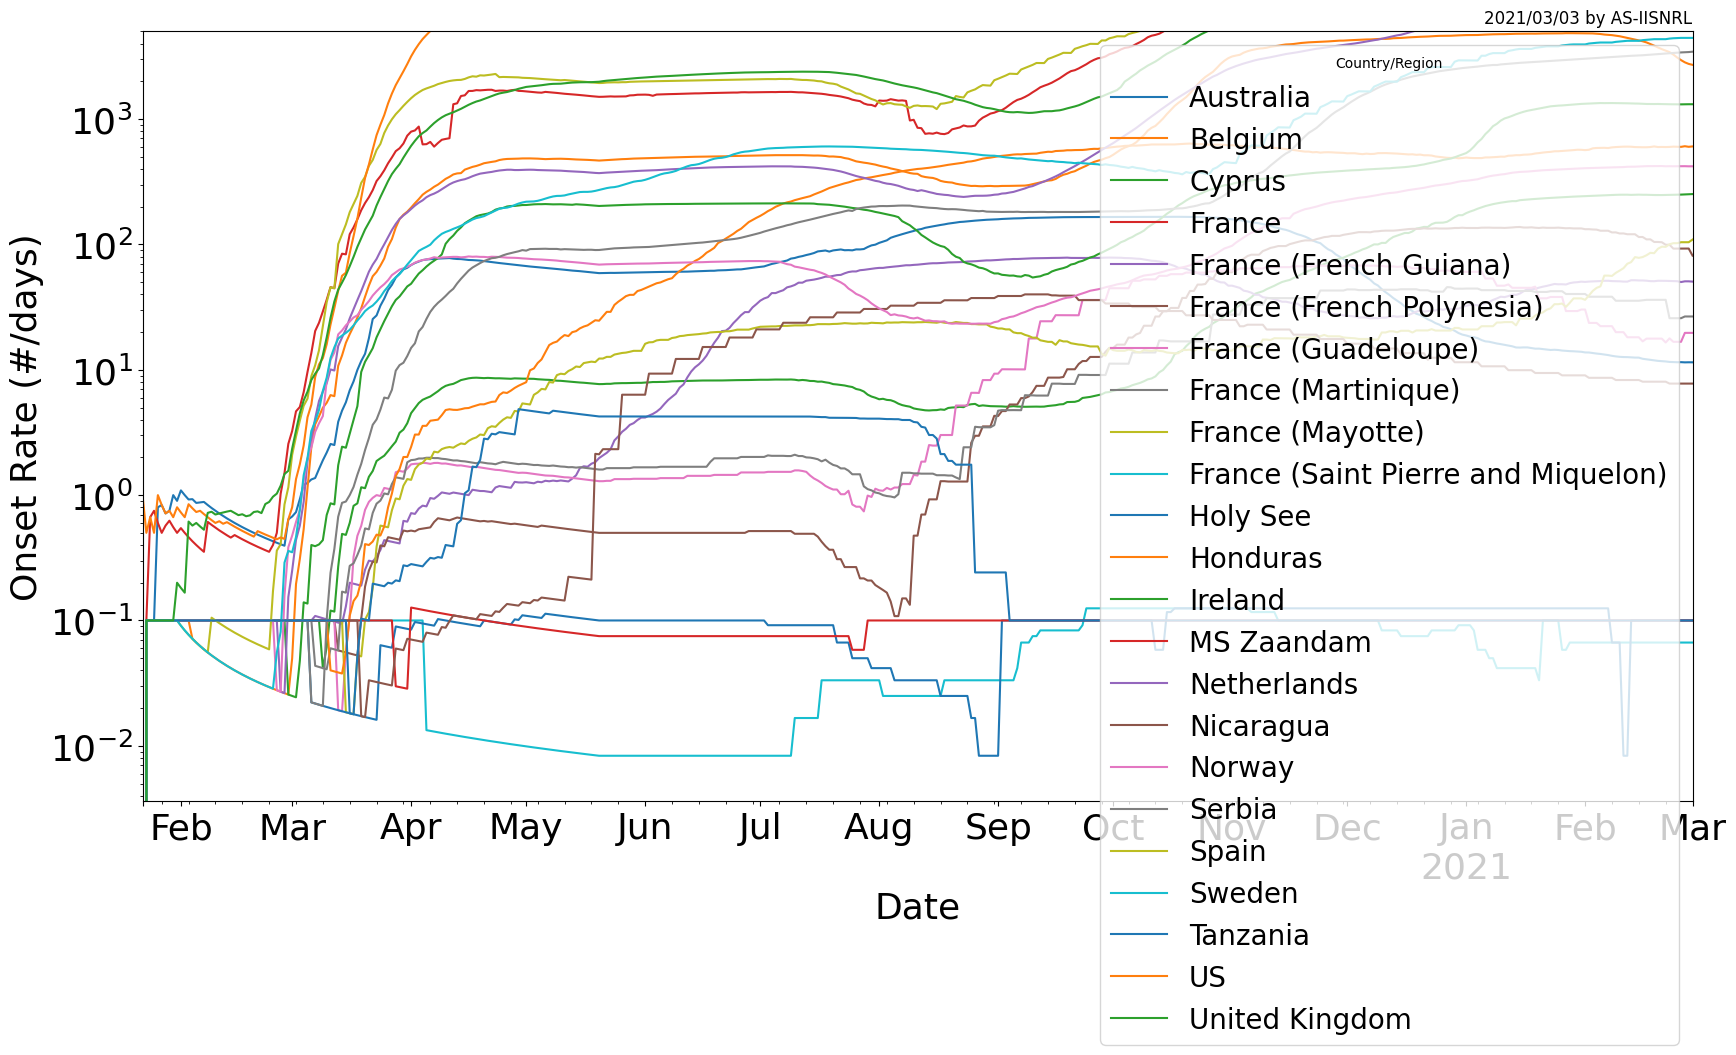 2021/03/03 by AS-IISNRL
Onset Rate (#/days)
10³
10²
10¹
10⁰
10⁻¹
10⁻²
Country/Region
Australia
Belgium
Cyprus
France
France (French Guiana)
France (French Polynesia)
France (Guadeloupe)
France (Martinique)
France (Mayotte)
France (Saint Pierre and Miquelon)
Holy See
Honduras
Ireland
MS Zaandam
Netherlands
Nicaragua
Norway
Serbia
Spain
Sweden
Tanzania
US
United Kingdom
Feb Mar Apr May Jun Jul Aug Sep Oct Nov Dec Jan Feb Mar
2021
Date